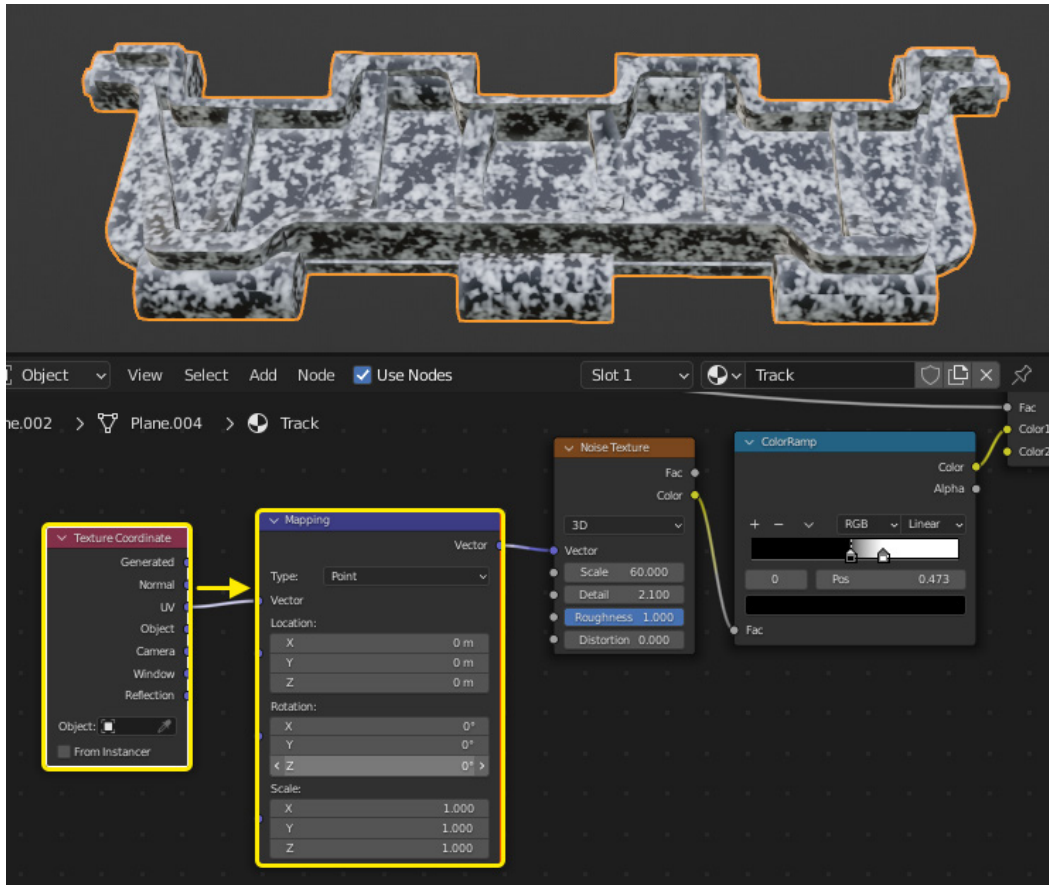 Object View Select Add Node Use Nodes Slot 1 Track
Plane.004 Track
Fac
Color1
Color2
Texture Coordinate
Generated
Normal
UV
Object
Camera
Window
Reflection
Object:
From Instancer
Mapping
Vector
Type: Point
Vector
Location:
X 0 m
Y 0 m
Z 0 m
Rotation:
X 0°
Y 0°
Z 0°
Scale:
X 1.000
Y 1.000
Z 1.000
Noise Texture
Fac
Color
3D
Vector
Scale 60.000
Detail 2.100
Roughness 1.000
Distortion 0.000
ColorRamp
Color
Alpha
RGB Linear
0 Pos 0.473
Fac